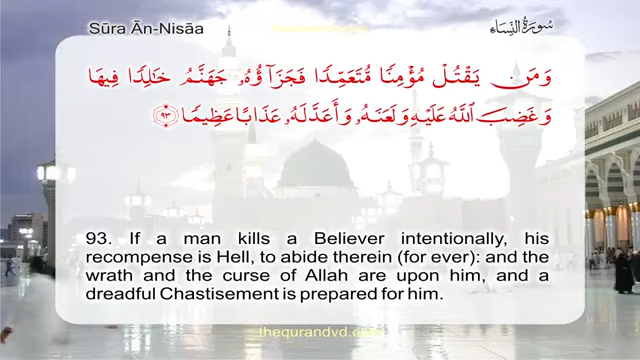 Sūra Ān-Nisāa
سُورَةُ النِّسَاء
وَمَن يَقْتُلْ مُؤْمِنًا مُّتَعَمِّدًا فَجَزَآؤُهُۥ جَهَنَّمُ خَٰلِدًا فِيهَا
وَغَضِبَ ٱللَّهُ عَلَيْهِ وَلَعَنَهُۥ وَأَعَدَّ لَهُۥ عَذَابًا عَظِيمًا ۝٩٣
93. If a man kills a Believer intentionally, his
recompense is Hell, to abide therein (for ever): and the
wrath and the curse of Allah are upon him, and a
dreadful Chastisement is prepared for him.
thequrandvd.com